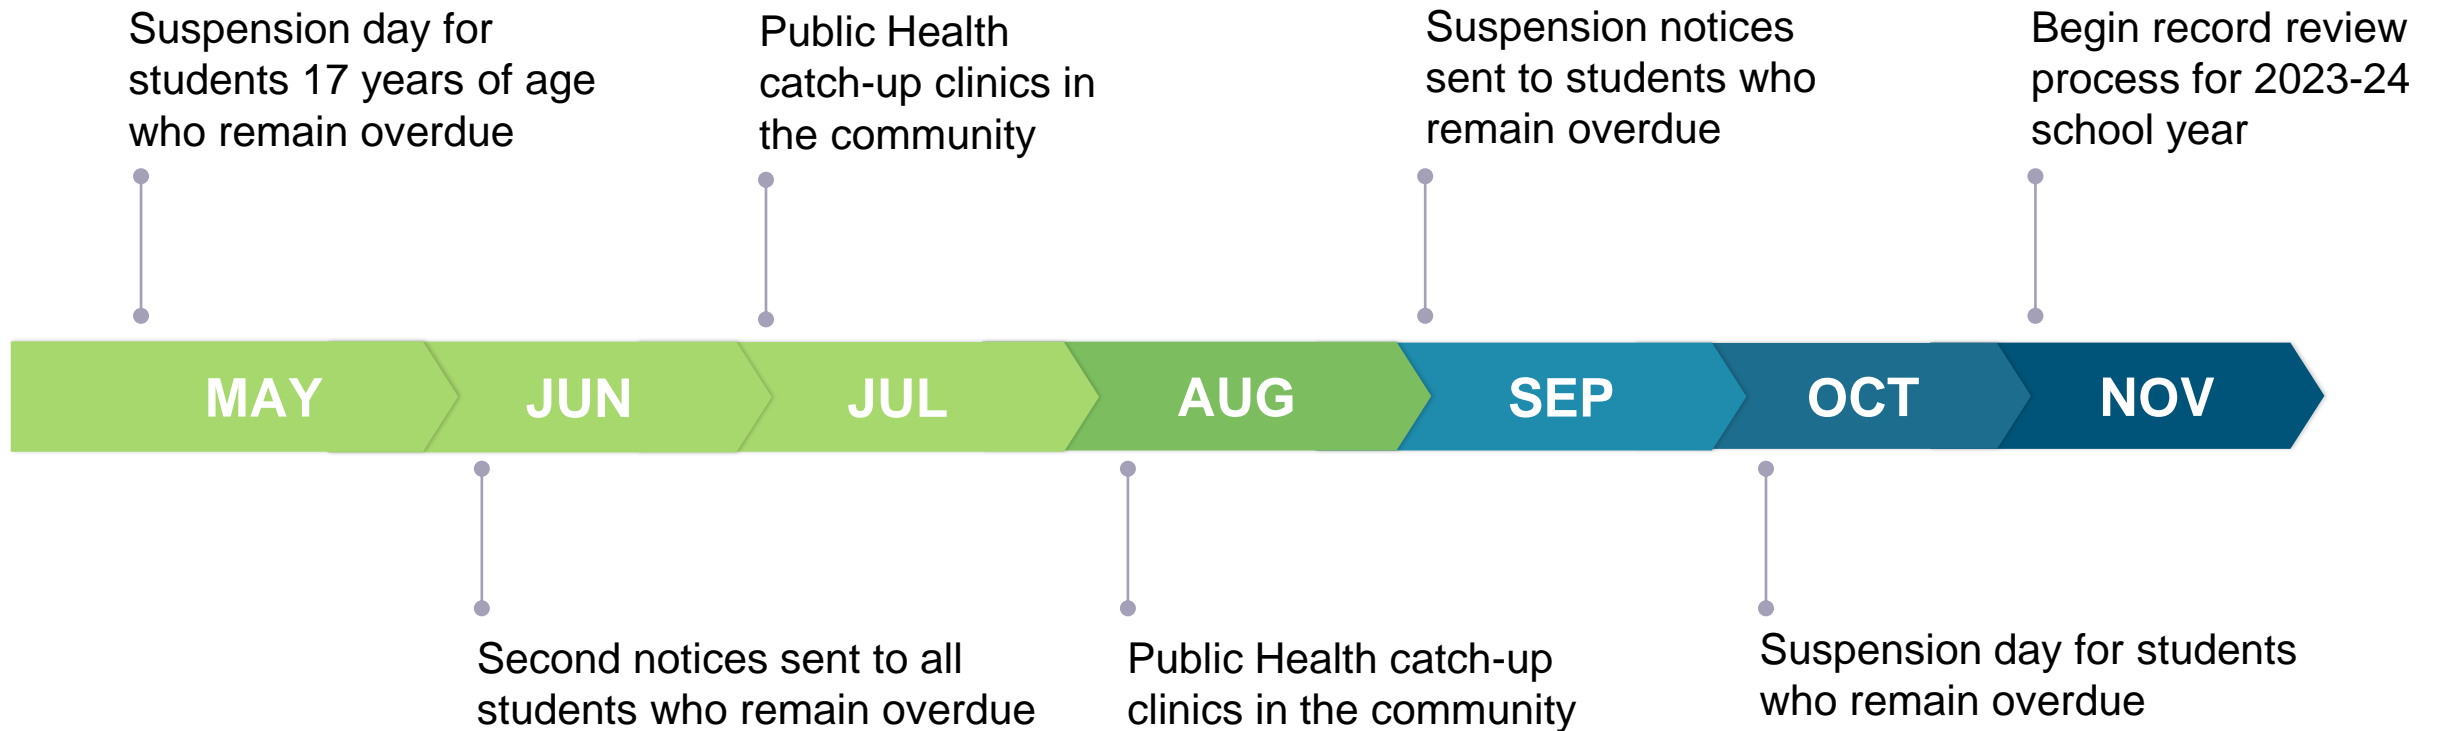 Suspension day for
students 17 years of age
who remain overdue
Public Health
catch-up clinics in
the community
Suspension notices
sent to students who
remain overdue
Begin record review
process for 2023-24
school year
MAY
JUN
JUL
AUG
SEP
OCT
NOV
Second notices sent to all
students who remain overdue
Public Health catch-up
clinics in the community
Suspension day for students
who remain overdue